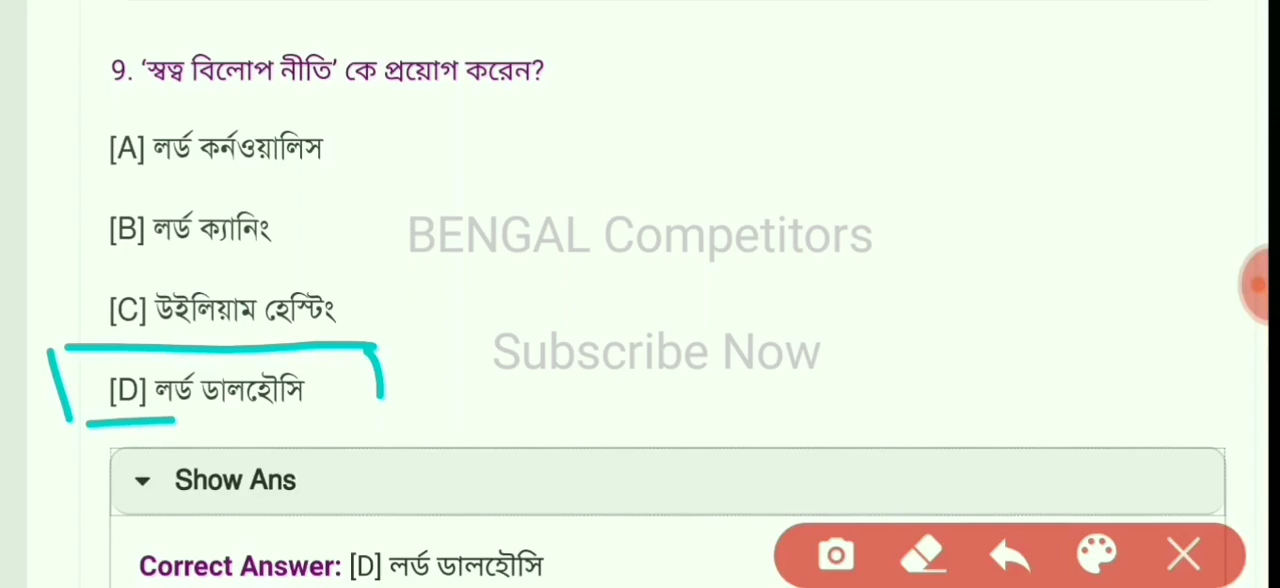 9. ‘স্বত্ব বিলোপ নীতি’ কে প্রয়োগ করেন?
[A] লর্ড কর্নওয়ালিস
[B] লর্ড ক্যানিং
BENGAL Competitors
[C] উইলিয়াম হেস্টিং
Subscribe Now
[D] লর্ড ডালহৌসি
Show Ans
Correct Answer: [D] লর্ড ডালহৌসি